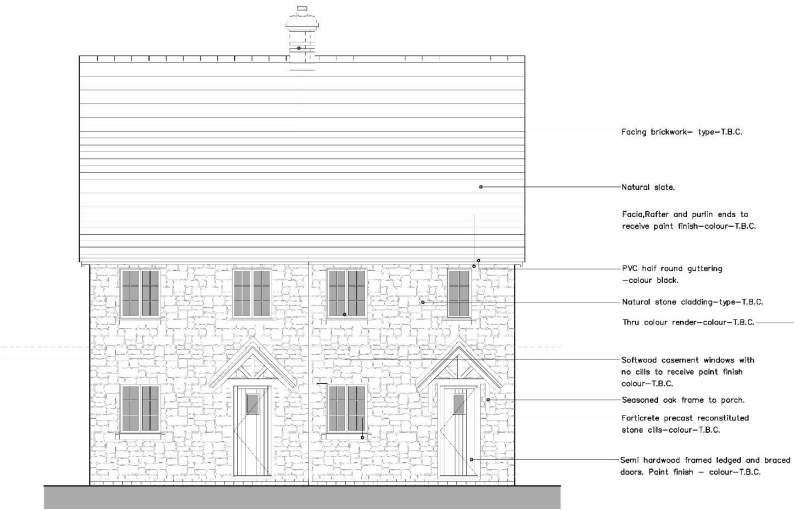 Facing brickwork- type-T.B.C.
Natural slate.
Facia,Rafter and purlin ends to
receive paint finish-colour-T.B.C.
PVC half round guttering
-colour black.
Natural stone cladding-type-T.B.C.
Thru colour render-colour-T.B.C.
Softwood casement windows with
no cills to receive paint finish
colour-T.B.C.
Seasoned oak frame to porch.
Forticrete precast reconstituted
stone cills-colour-T.B.C.
Semi hardwood framed ledged and braced
doors. Paint finish - colour-T.B.C.